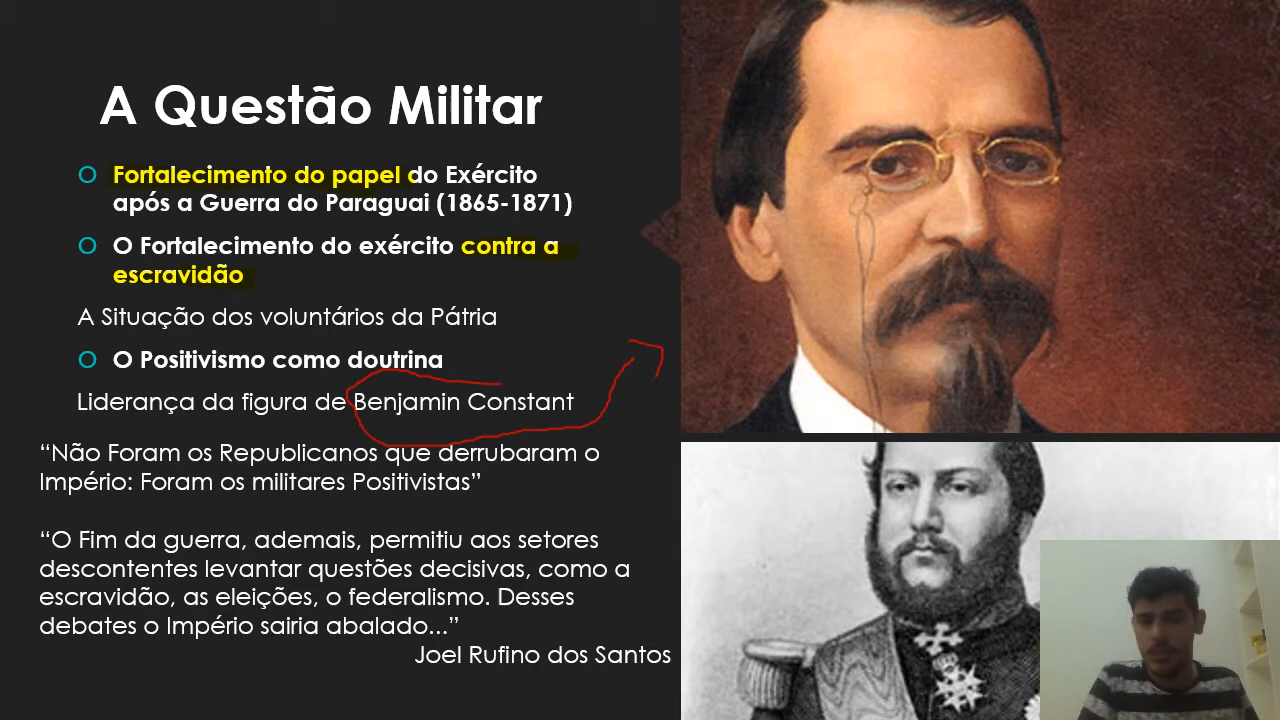 A Questão Militar
Fortalecimento do papel do Exército
após a Guerra do Paraguai (1865-1871)
O Fortalecimento do exército contra a
escravidão
A Situação dos voluntários da Pátria
O Positivismo como doutrina
Liderança da figura de Benjamin Constant
“Não Foram os Republicanos que derrubaram o
Império: Foram os militares Positivistas”
“O Fim da guerra, ademais, permitiu aos setores
descontentes levantar questões decisivas, como a
escravidão, as eleições, o federalismo. Desses
debates o Império sairia abalado...”
Joel Rufino dos Santos